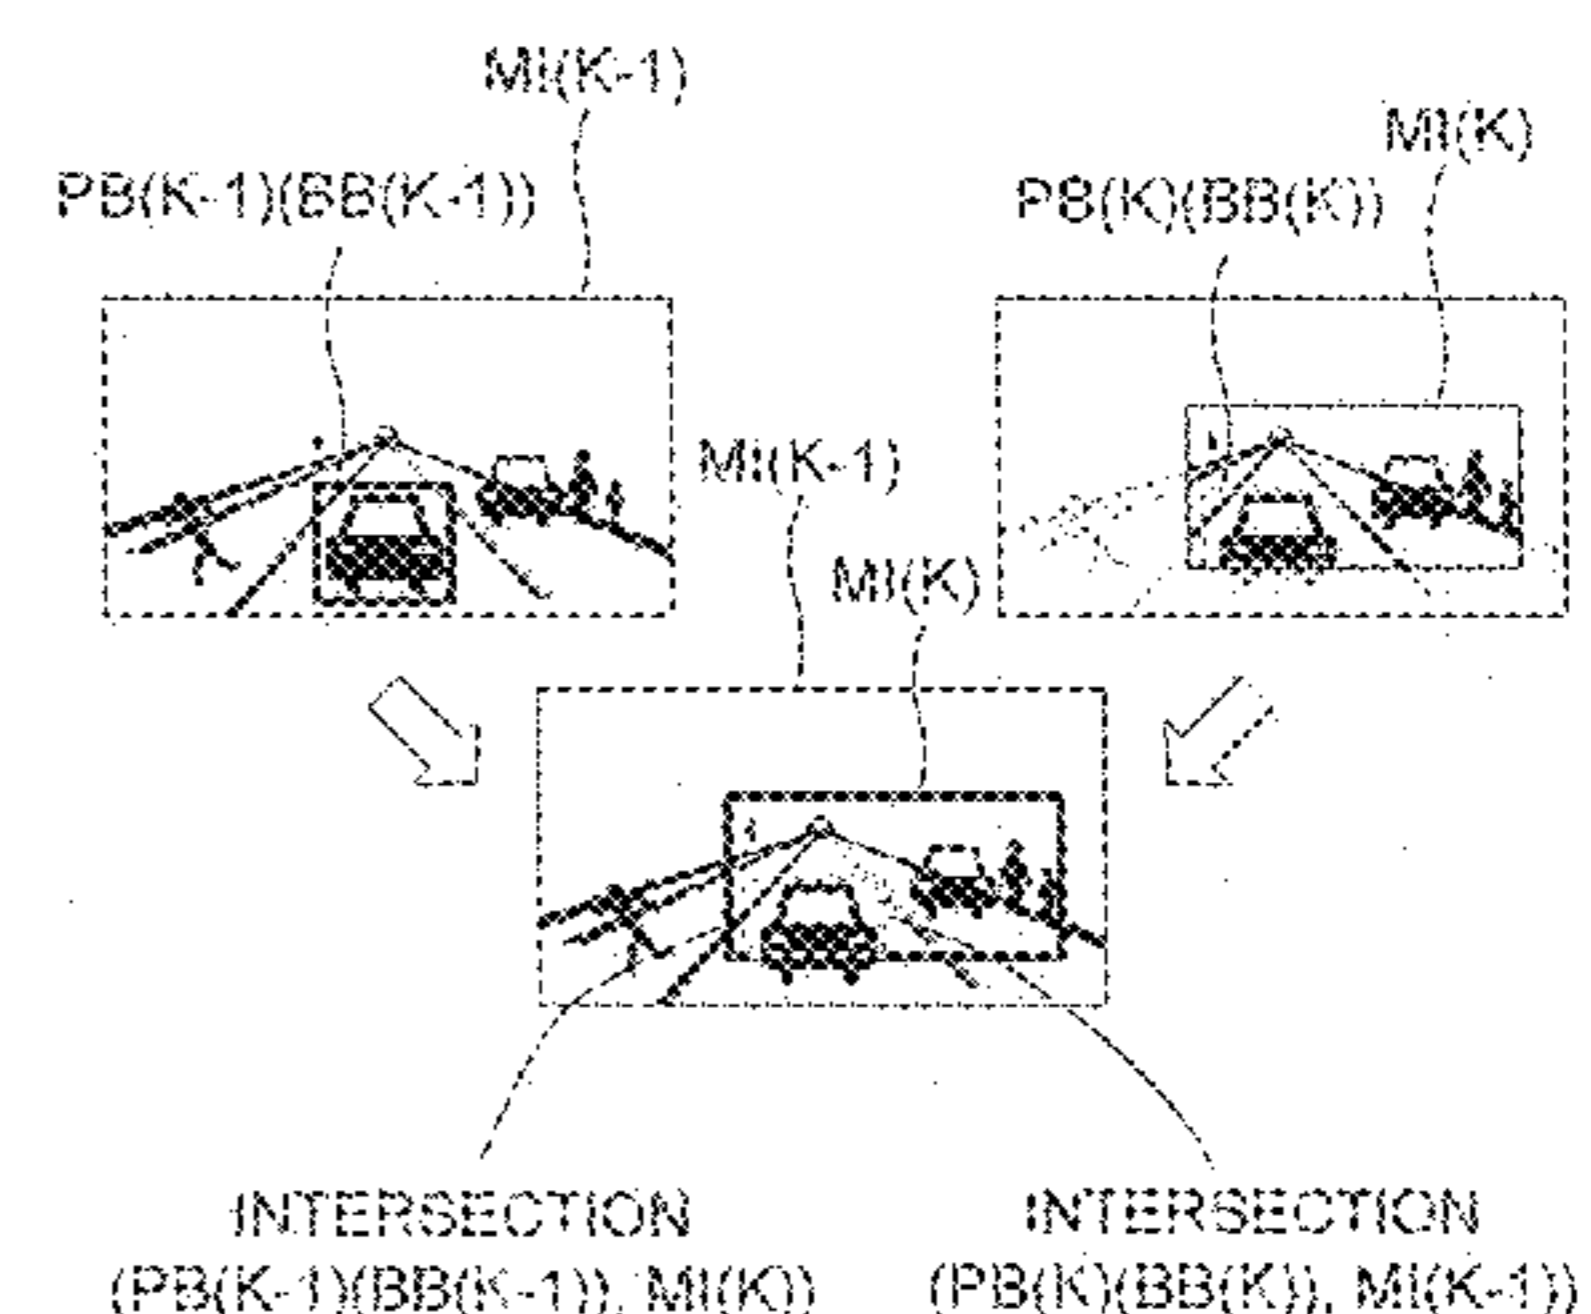 MI(K-1)
MI(K)
PB(K-1)(BB(K-1))
PB(K)(BB(K))
MI(K-1)
MI(K)
INTERSECTION
(PB(K-1)(BB(K-1)), MI(K))
INTERSECTION
(PB(K)(BB(K)), MI(K-1))